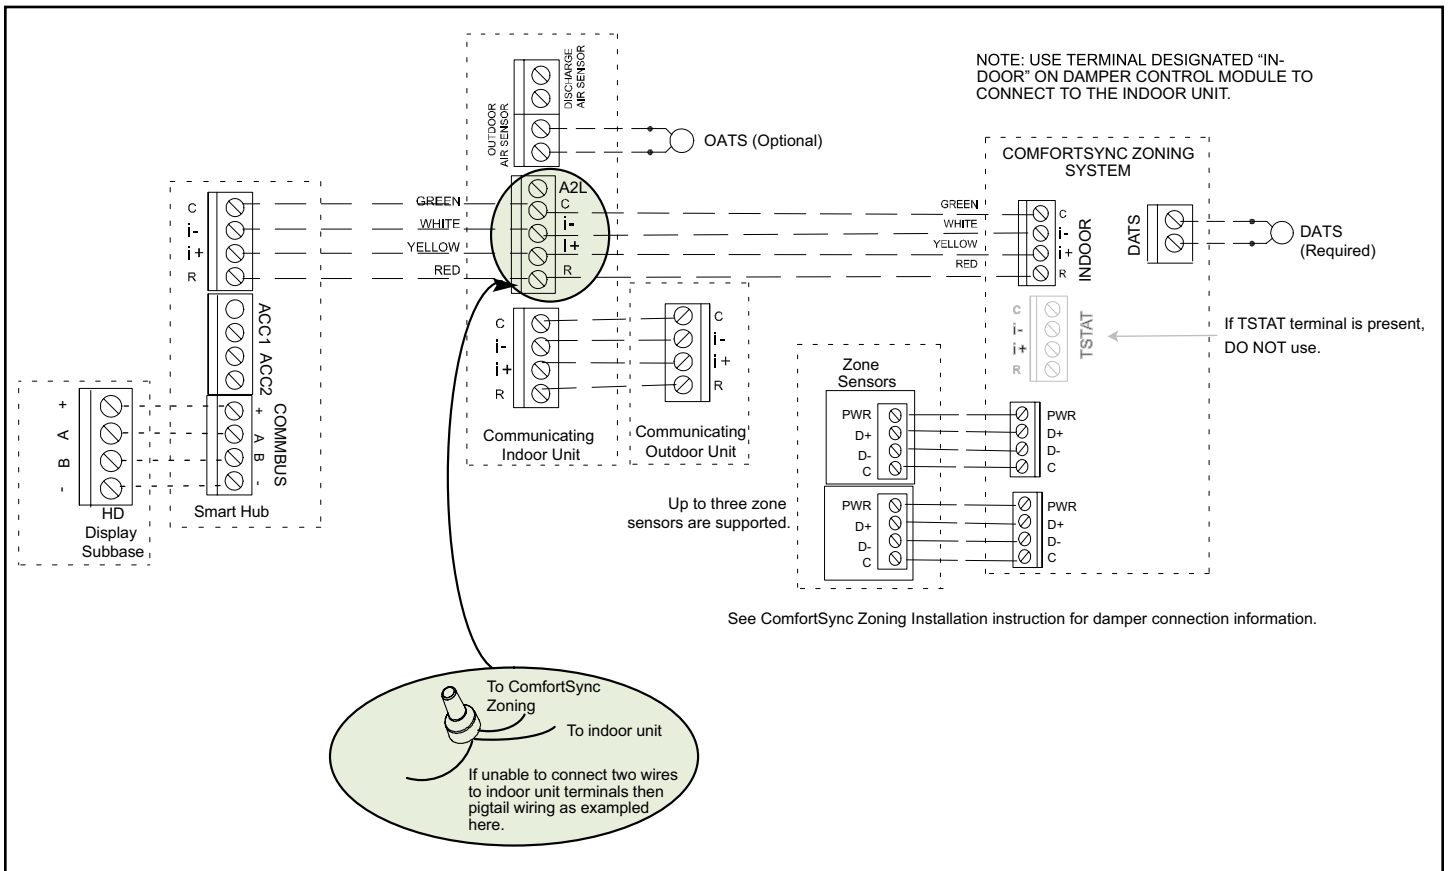 NOTE: USE TERMINAL DESIGNATED “IN-
DOOR” ON DAMPER CONTROL MODULE TO
CONNECT TO THE INDOOR UNIT.
DISCHARGE
AIR SENSOR
OUTDOOR
AIR SENSOR
OATS (Optional)
A2L
C
i-
I+
R
GREEN
WHITE
YELLOW
RED
C
i-
i+
R
ACC1 ACC2
+
A
B
-
COMMBUS
Smart Hub
+
A
B
-
HD
Display
Subbase
C
i-
i+
R
Communicating
Indoor Unit
C
i-
i+
R
Communicating
Outdoor Unit
COMFORTSYNC ZONING
SYSTEM
GREEN
WHITE
YELLOW
RED
C
i-
i+
R
INDOOR
DATS
DATS
(Required)
C
i-
i+
R
TSTAT
If TSTAT terminal is present,
DO NOT use.
Zone
Sensors
PWR
D+
D-
C
PWR
D+
D-
C
PWR
D+
D-
C
PWR
D+
D-
C
Up to three zone
sensors are supported.
See ComfortSync Zoning Installation instruction for damper connection information.
To ComfortSync
Zoning
To indoor unit
If unable to connect two wires
to indoor unit terminals then
pigtail wiring as exampled
here.